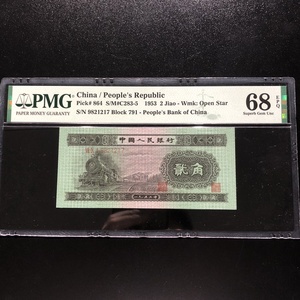 PMG
PAPER MONEY GUARANTY
China / People's Republic
Pick# 864 S/M#C283-5 1953 2 Jiao - Wmk: Open Star
S/N 0821217 Block 791 - People's Bank of China
68 EPQ
Superb Gem Unc
中國人民銀行
貳角